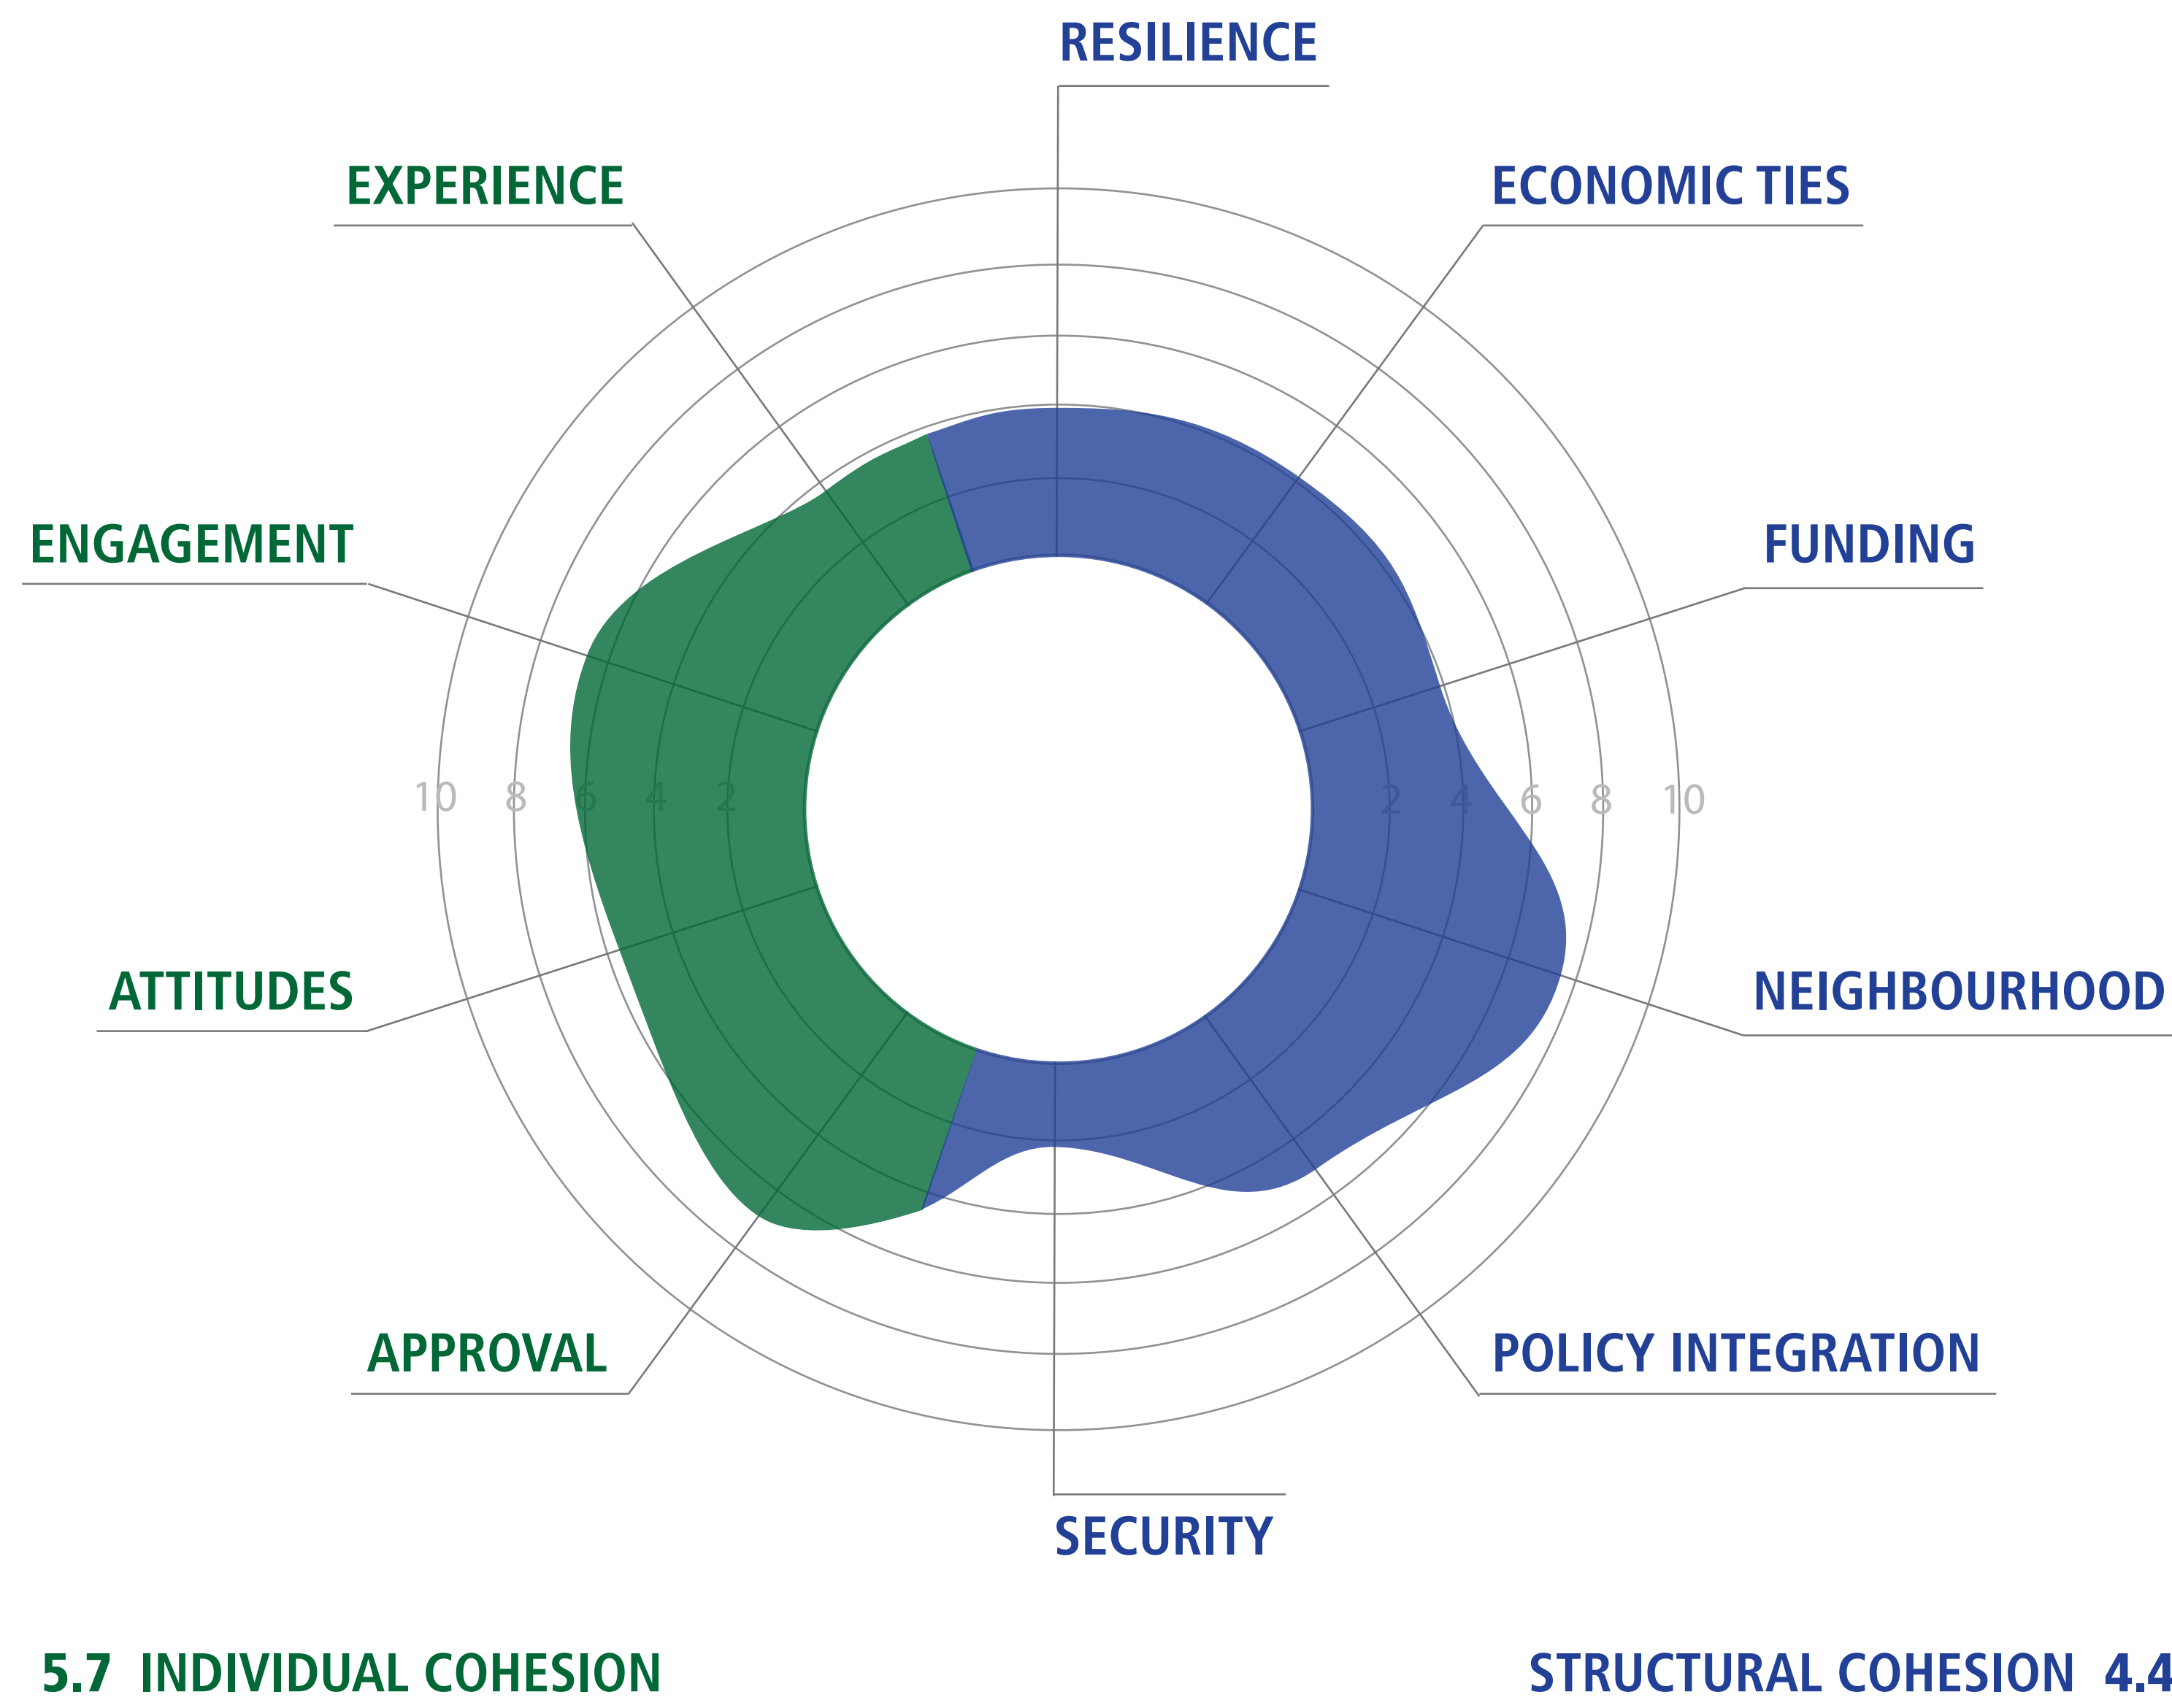 RESILIENCE
EXPERIENCE
ECONOMIC TIES
ENGAGEMENT
FUNDING
10 8 6 4 2 2 4 6 8 10
ATTITUDES
NEIGHBOURHOOD
APPROVAL
POLICY INTEGRATION
SECURITY
5.7 INDIVIDUAL COHESION
STRUCTURAL COHESION 4.4